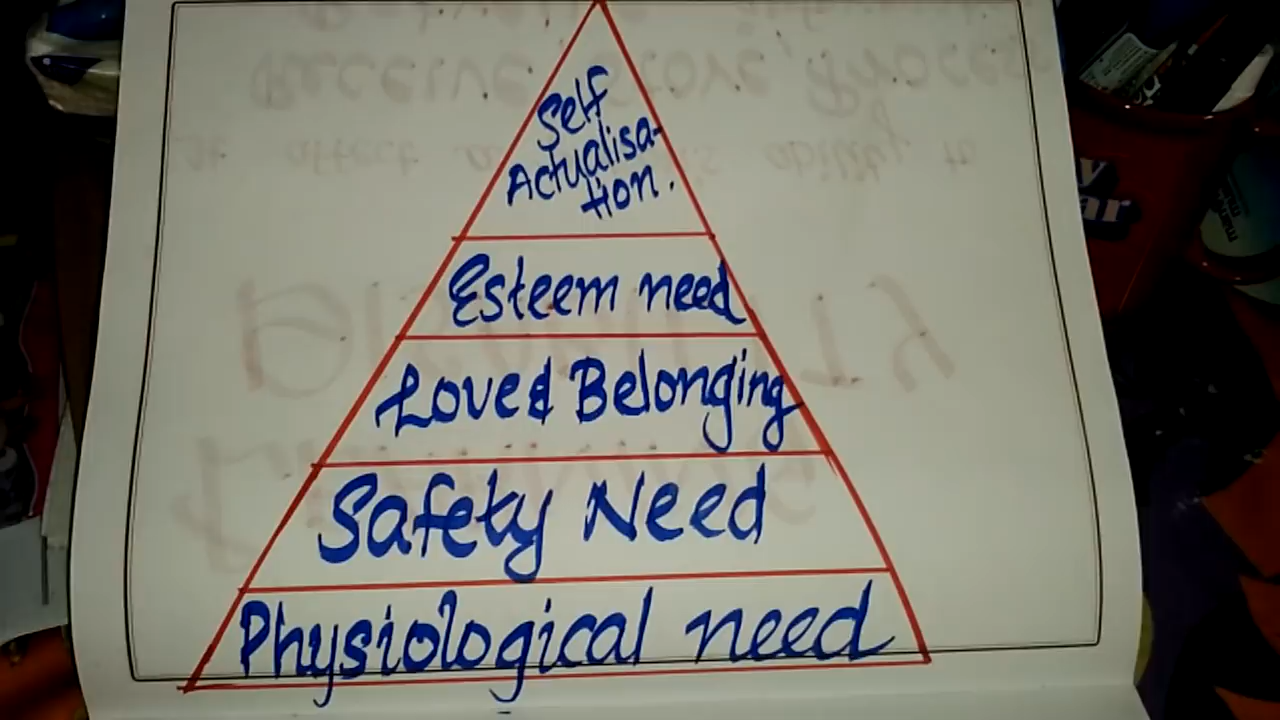 Self
Actualisa-
tion.
Esteem need
Love & Belonging
Safety Need
Physiological need